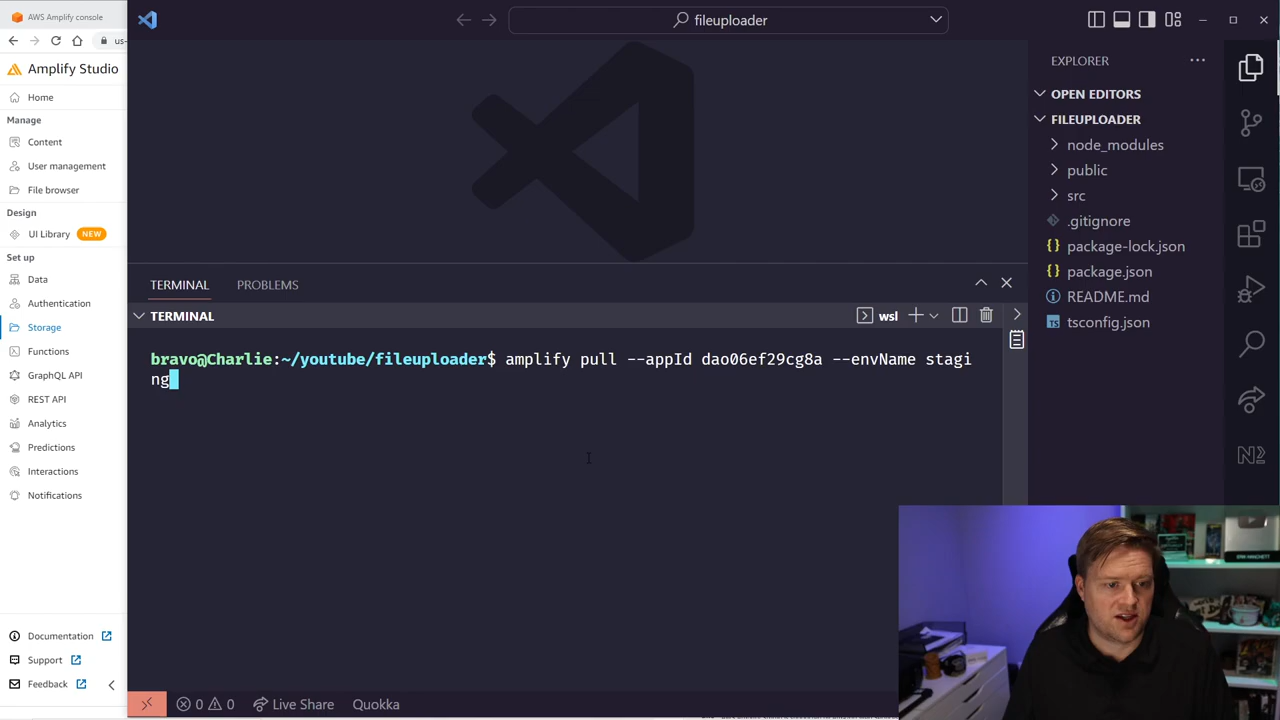 AWS Amplify console
us-
Amplify Studio
Home
Manage
Content
User management
File browser
Design
UI Library NEW
Set up
Data
Authentication
Storage
Functions
GraphQL API
REST API
Analytics
Predictions
Interactions
Notifications
Documentation
Support
Feedback
fileuploader
TERMINAL PROBLEMS
TERMINAL
wsl
bravo@Charlie:~/youtube/fileuploader$ amplify pull --appId dao06ef29cg8a --envName stagi
ng
0 0 Live Share Quokka
EXPLORER
OPEN EDITORS
FILEUPLOADER
node_modules
public
src
.gitignore
{} package-lock.json
{} package.json
README.md
TS tsconfig.json